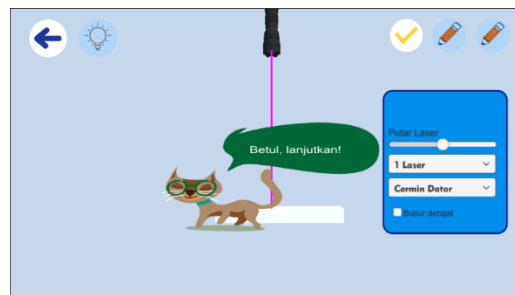 Betul, lanjutkan!
Putar Laser
1 Laser
Cermin Datar
Busur derajat